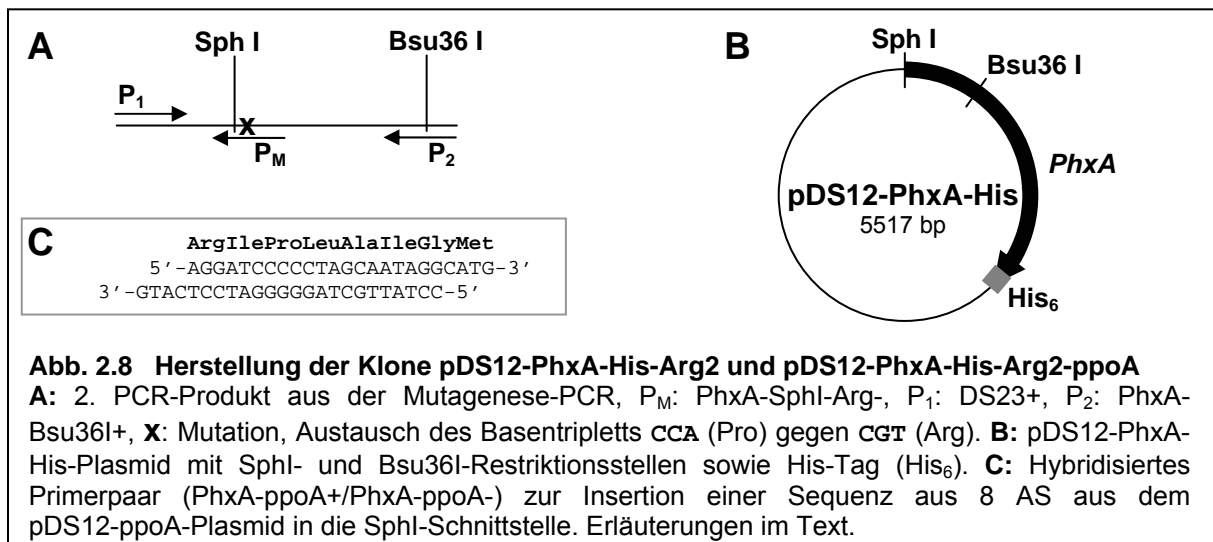 A
Sph I
Bsu36 I
P₁
X
P_M
P₂
B
Sph I
Bsu36 I
PhxA
pDS12-PhxA-His
5517 bp
His₆
C
ArgIleProLeuAlaIleGlyMet
5’-AGGATCCCCCTAGCAATAGGCATG-3’
3’-GTACTCCTAGGGGGATCGTTATCC-5’
Abb. 2.8 Herstellung der Klone pDS12-PhxA-His-Arg2 und pDS12-PhxA-His-Arg2-ppoA
A: 2. PCR-Produkt aus der Mutagenese-PCR, P_M: PhxA-SphI-Arg-, P₁: DS23+, P₂: PhxA-
Bsu36I+, X: Mutation, Austausch des Basentripletts CCA (Pro) gegen CGT (Arg). B: pDS12-PhxA-
His-Plasmid mit SphI- und Bsu36I-Restriktionsstellen sowie His-Tag (His₆). C: Hybridisiertes
Primerpaar (PhxA-ppoA+/PhxA-ppoA-) zur Insertion einer Sequenz aus 8 AS aus dem
pDS12-ppoA-Plasmid in die SphI-Schnittstelle. Erläuterungen im Text.